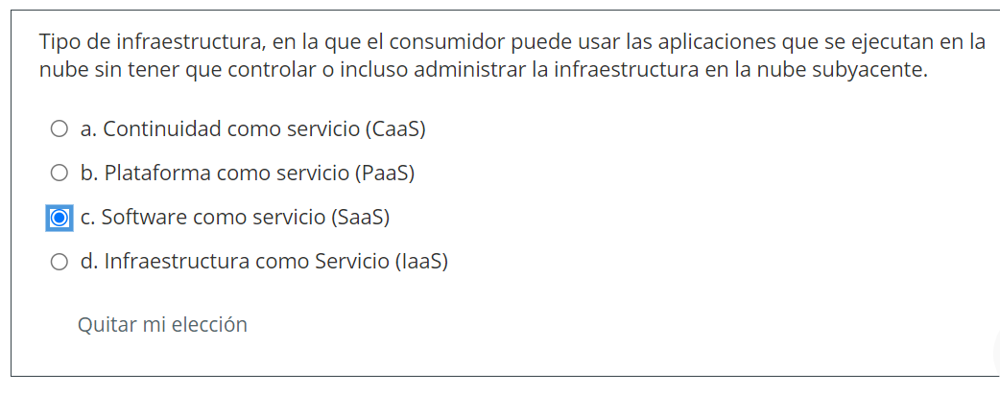 Tipo de infraestructura, en la que el consumidor puede usar las aplicaciones que se ejecutan en la
nube sin tener que controlar o incluso administrar la infraestructura en la nube subyacente.
a. Continuidad como servicio (CaaS)
b. Plataforma como servicio (PaaS)
c. Software como servicio (SaaS)
d. Infraestructura como Servicio (IaaS)
Quitar mi elección